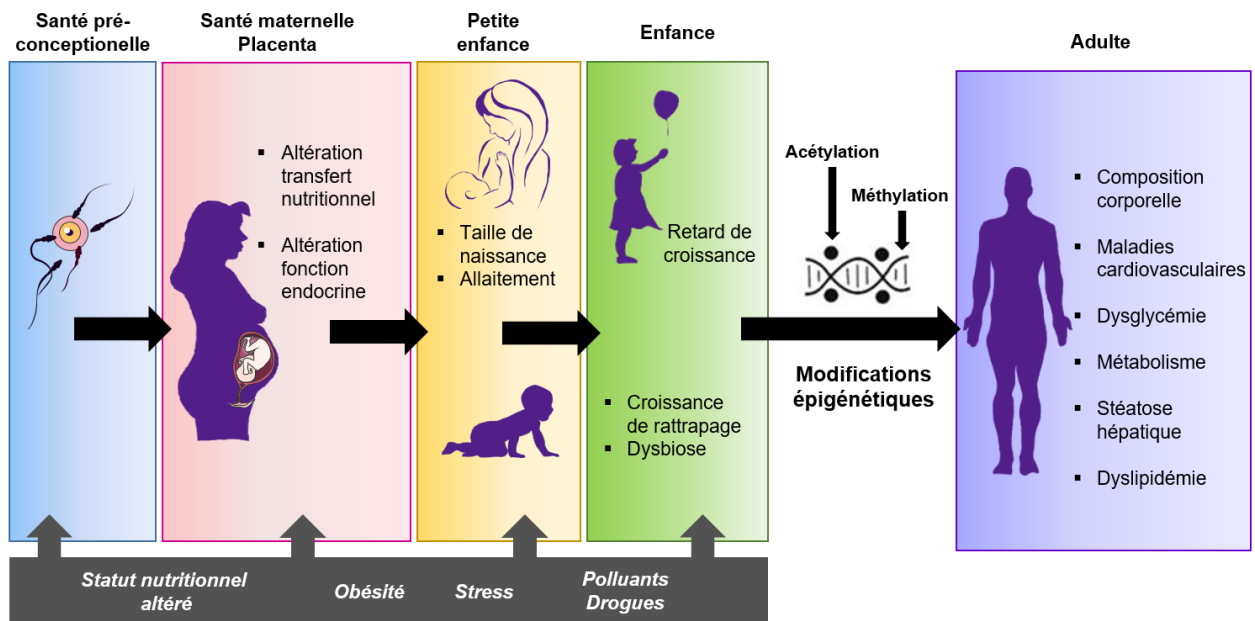 Santé pré-
conceptionelle
Santé maternelle
Placenta
Petite
enfance
Enfance
Adulte
▪ Altération
transfert
nutritionnel
▪ Altération
fonction
endocrine
▪ Taille de
naissance
▪ Allaitement
Retard de
croissance
▪ Croissance
de rattrapage
▪ Dysbiose
Acétylation
Méthylation
Modifications
épigénétiques
▪ Composition
corporelle
▪ Maladies
cardiovasculaires
▪ Dysglycémie
▪ Métabolisme
▪ Stéatose
hépatique
▪ Dyslipidémie
Statut nutritionnel
altéré
Obésité
Stress
Polluants
Drogues